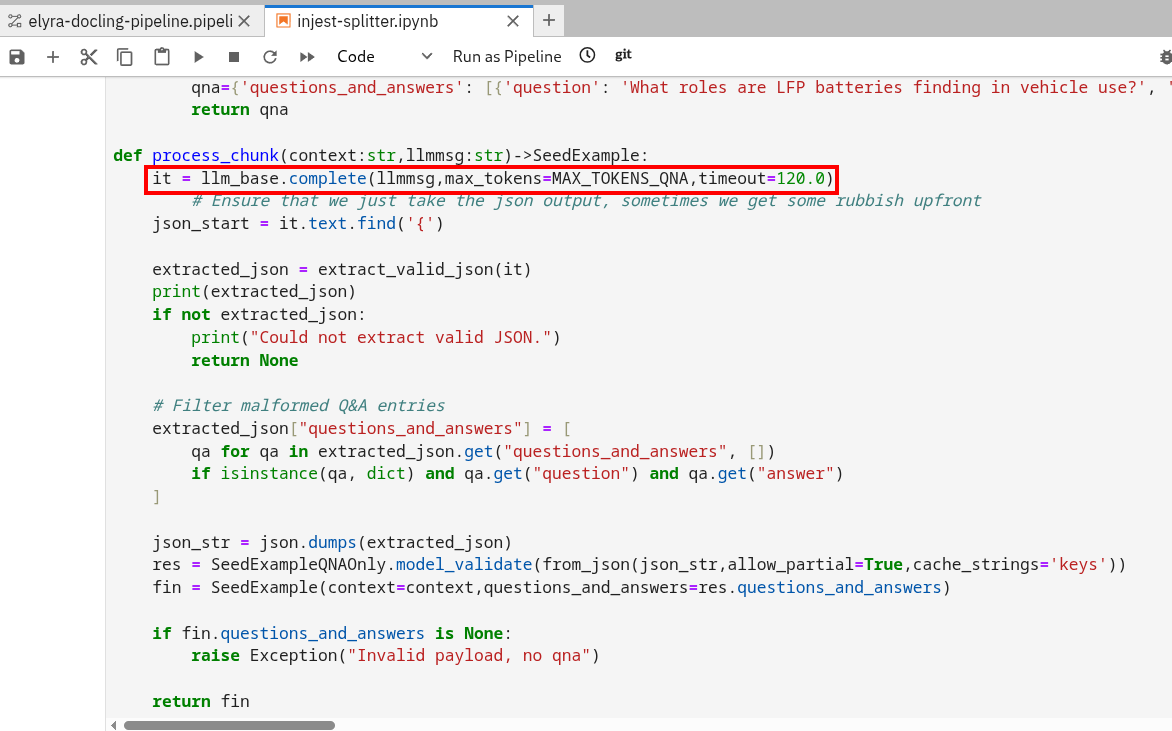 elyra-docling-pipeline.pipeli
injest-splitter.ipynb
Code
Run as Pipeline
git
qna={'questions_and_answers': [{'question': 'What roles are LFP batteries finding in vehicle use?', '
return qna
def process_chunk(context:str,llmmsg:str)->SeedExample:
it = llm_base.complete(llmmsg,max_tokens=MAX_TOKENS_QNA,timeout=120.0)
# Ensure that we just take the json output, sometimes we get some rubbish upfront
json_start = it.text.find('{')
extracted_json = extract_valid_json(it)
print(extracted_json)
if not extracted_json:
print("Could not extract valid JSON.")
return None
# Filter malformed Q&A entries
extracted_json["questions_and_answers"] = [
qa for qa in extracted_json.get("questions_and_answers", [])
if isinstance(qa, dict) and qa.get("question") and qa.get("answer")
]
json_str = json.dumps(extracted_json)
res = SeedExampleQNAOnly.model_validate(from_json(json_str,allow_partial=True,cache_strings='keys'))
fin = SeedExample(context=context,questions_and_answers=res.questions_and_answers)
if fin.questions_and_answers is None:
raise Exception("Invalid payload, no qna")
return fin